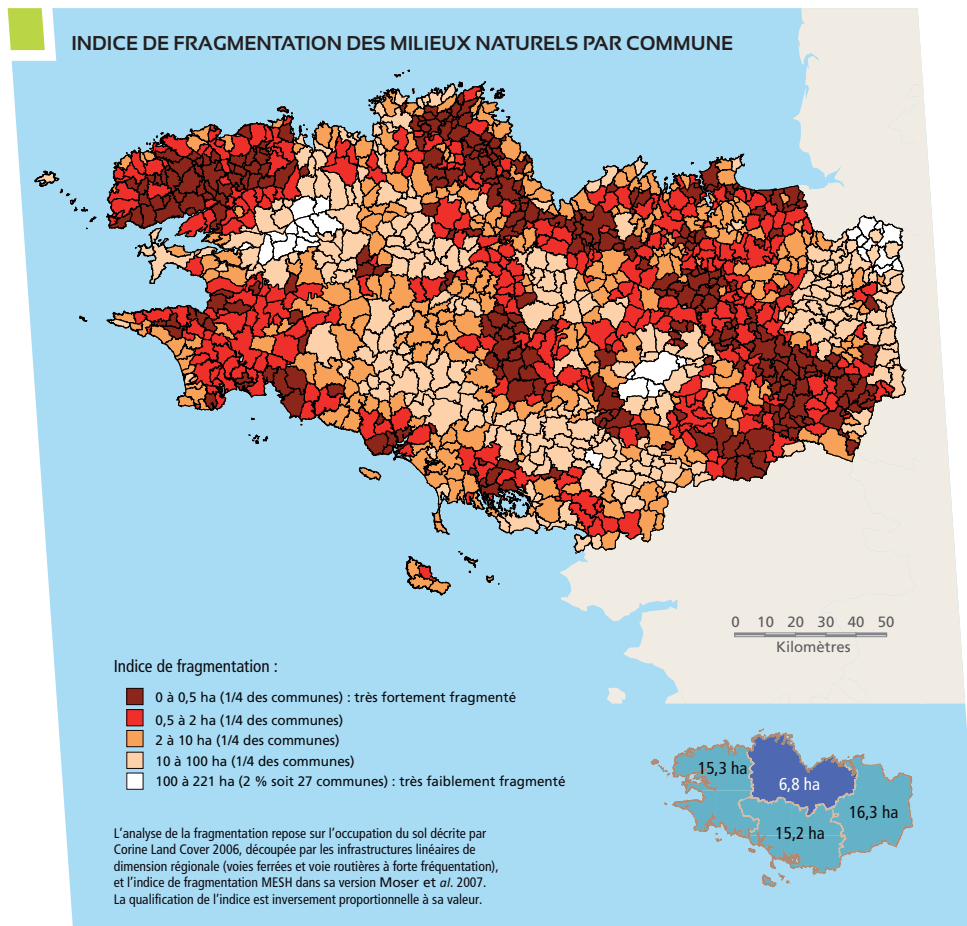 INDICE DE FRAGMENTATION DES MILIEUX NATURELS PAR COMMUNE
0 10 20 30 40 50
Kilomètres
Indice de fragmentation :
0 à 0,5 ha (1/4 des communes) : très fortement fragmenté
0,5 à 2 ha (1/4 des communes)
2 à 10 ha (1/4 des communes)
10 à 100 ha (1/4 des communes)
100 à 221 ha (2 % soit 27 communes) : très faiblement fragmenté
15,3 ha
6,8 ha
16,3 ha
15,2 ha
L'analyse de la fragmentation repose sur l'occupation du sol décrite par
Corine Land Cover 2006, découpée par les infrastructures linéaires de
dimension régionale (voies ferrées et voie routières à forte fréquentation),
et l'indice de fragmentation MESH dans sa version Moser et al. 2007.
La qualification de l'indice est inversement proportionnelle à sa valeur.